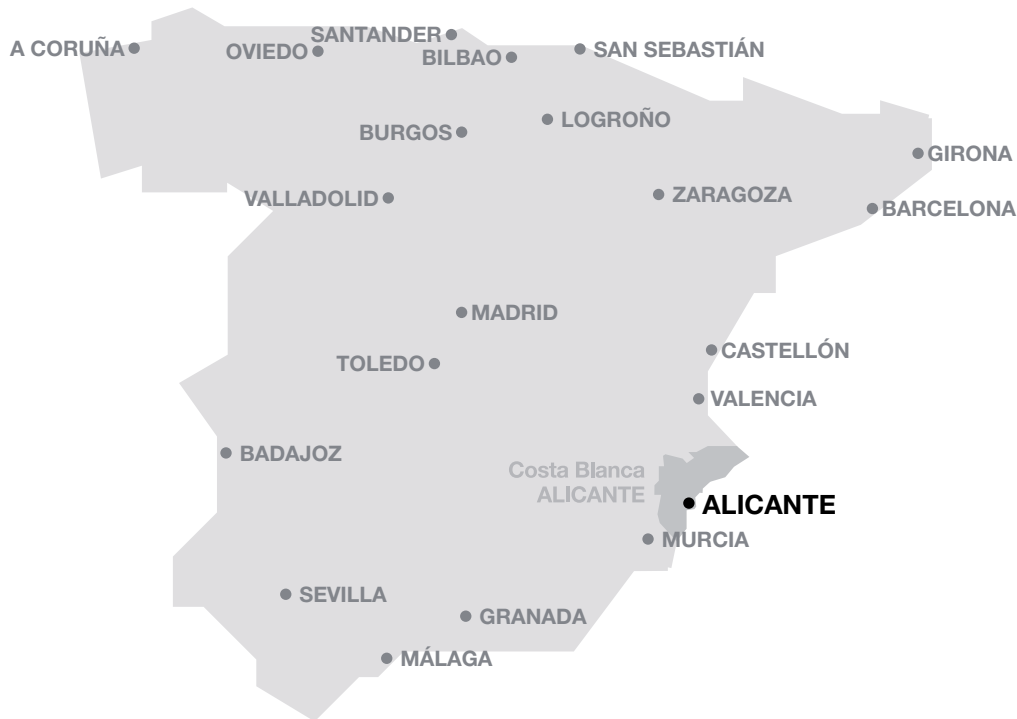 SANTANDER
A CORUÑA
OVIEDO
BILBAO
SAN SEBASTIÁN
LOGROÑO
BURGOS
GIRONA
VALLADOLID
ZARAGOZA
BARCELONA
MADRID
CASTELLÓN
TOLEDO
VALENCIA
BADAJOZ
Costa Blanca
ALICANTE
ALICANTE
MURCIA
SEVILLA
GRANADA
MÁLAGA